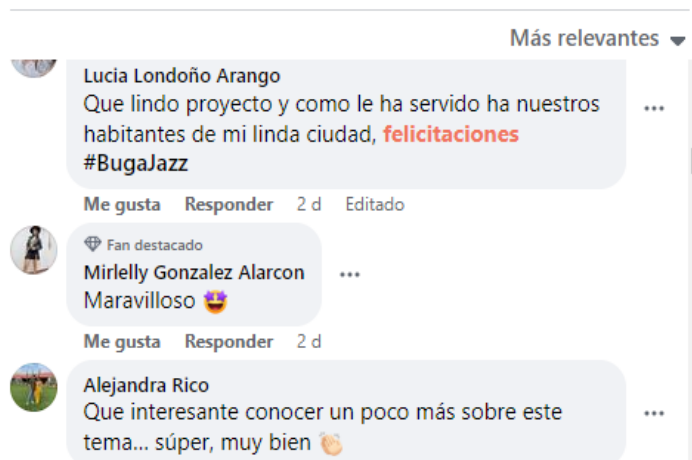 Más relevantes
Lucia Londoño Arango
Que lindo proyecto y como le ha servido ha nuestros
habitantes de mi linda ciudad, felicitaciones
#BugaJazz
Me gusta Responder 2 d Editado
Fan destacado
Mirlelly Gonzalez Alarcon
Maravilloso 🤩
Me gusta Responder 2 d
Alejandra Rico
Que interesante conocer un poco más sobre este
tema... súper, muy bien 👏🏻